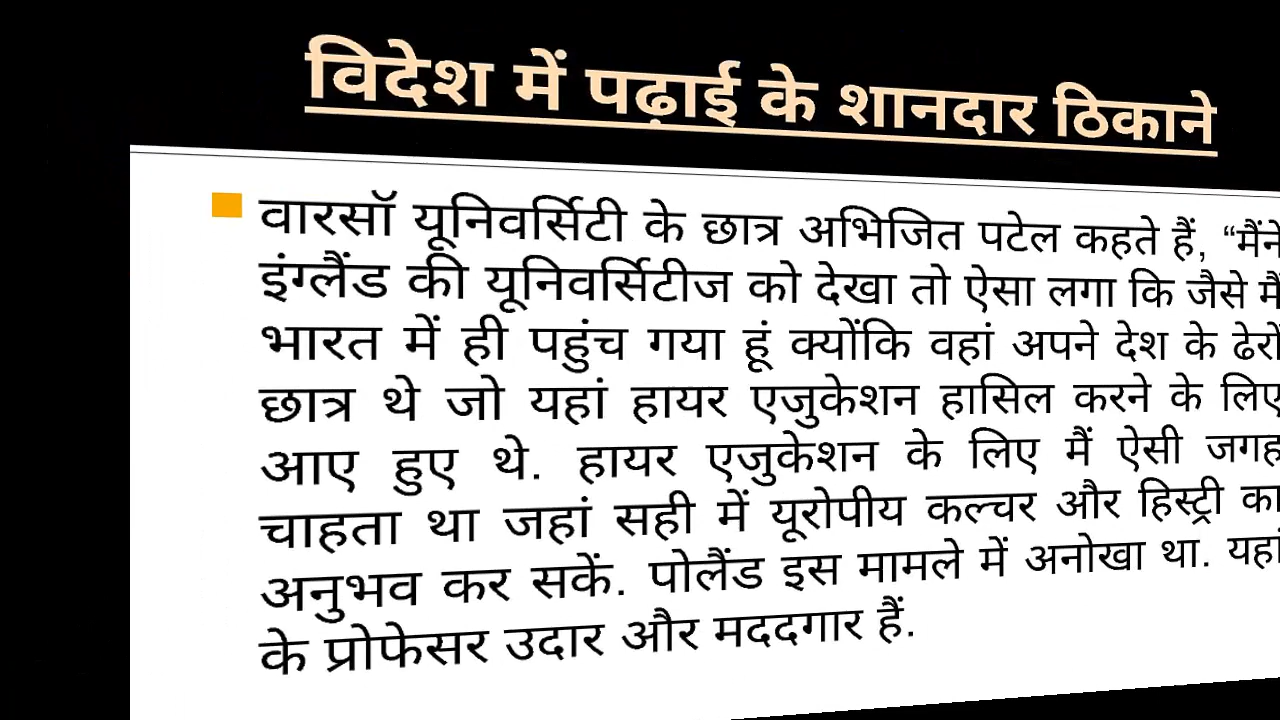 विदेश में पढ़ाई के शानदार ठिकाने
वारसॉ यूनिवर्सिटी के छात्र अभिजित पटेल कहते हैं, “मैंने
इंग्लैंड की यूनिवर्सिटीज को देखा तो ऐसा लगा कि जैसे मैं
भारत में ही पहुंच गया हूं क्योंकि वहां अपने देश के ढेरों
छात्र थे जो यहां हायर एजुकेशन हासिल करने के लिए
आए हुए थे. हायर एजुकेशन के लिए मैं ऐसी जगह
चाहता था जहां सही में यूरोपीय कल्चर और हिस्ट्री का
अनुभव कर सकें. पोलैंड इस मामले में अनोखा था. यहां
के प्रोफेसर उदार और मददगार हैं.